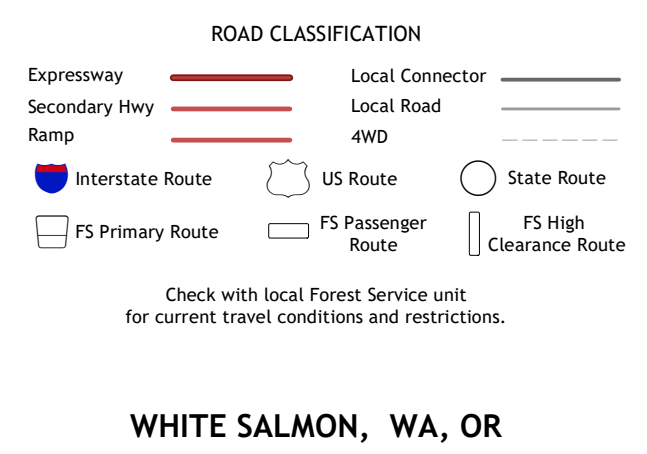 ROAD CLASSIFICATION
Expressway
Local Connector
Secondary Hwy
Local Road
Ramp
4WD
Interstate Route
US Route
State Route
FS Primary Route
FS Passenger
Route
FS High
Clearance Route
Check with local Forest Service unit
for current travel conditions and restrictions.
WHITE SALMON,  WA, OR